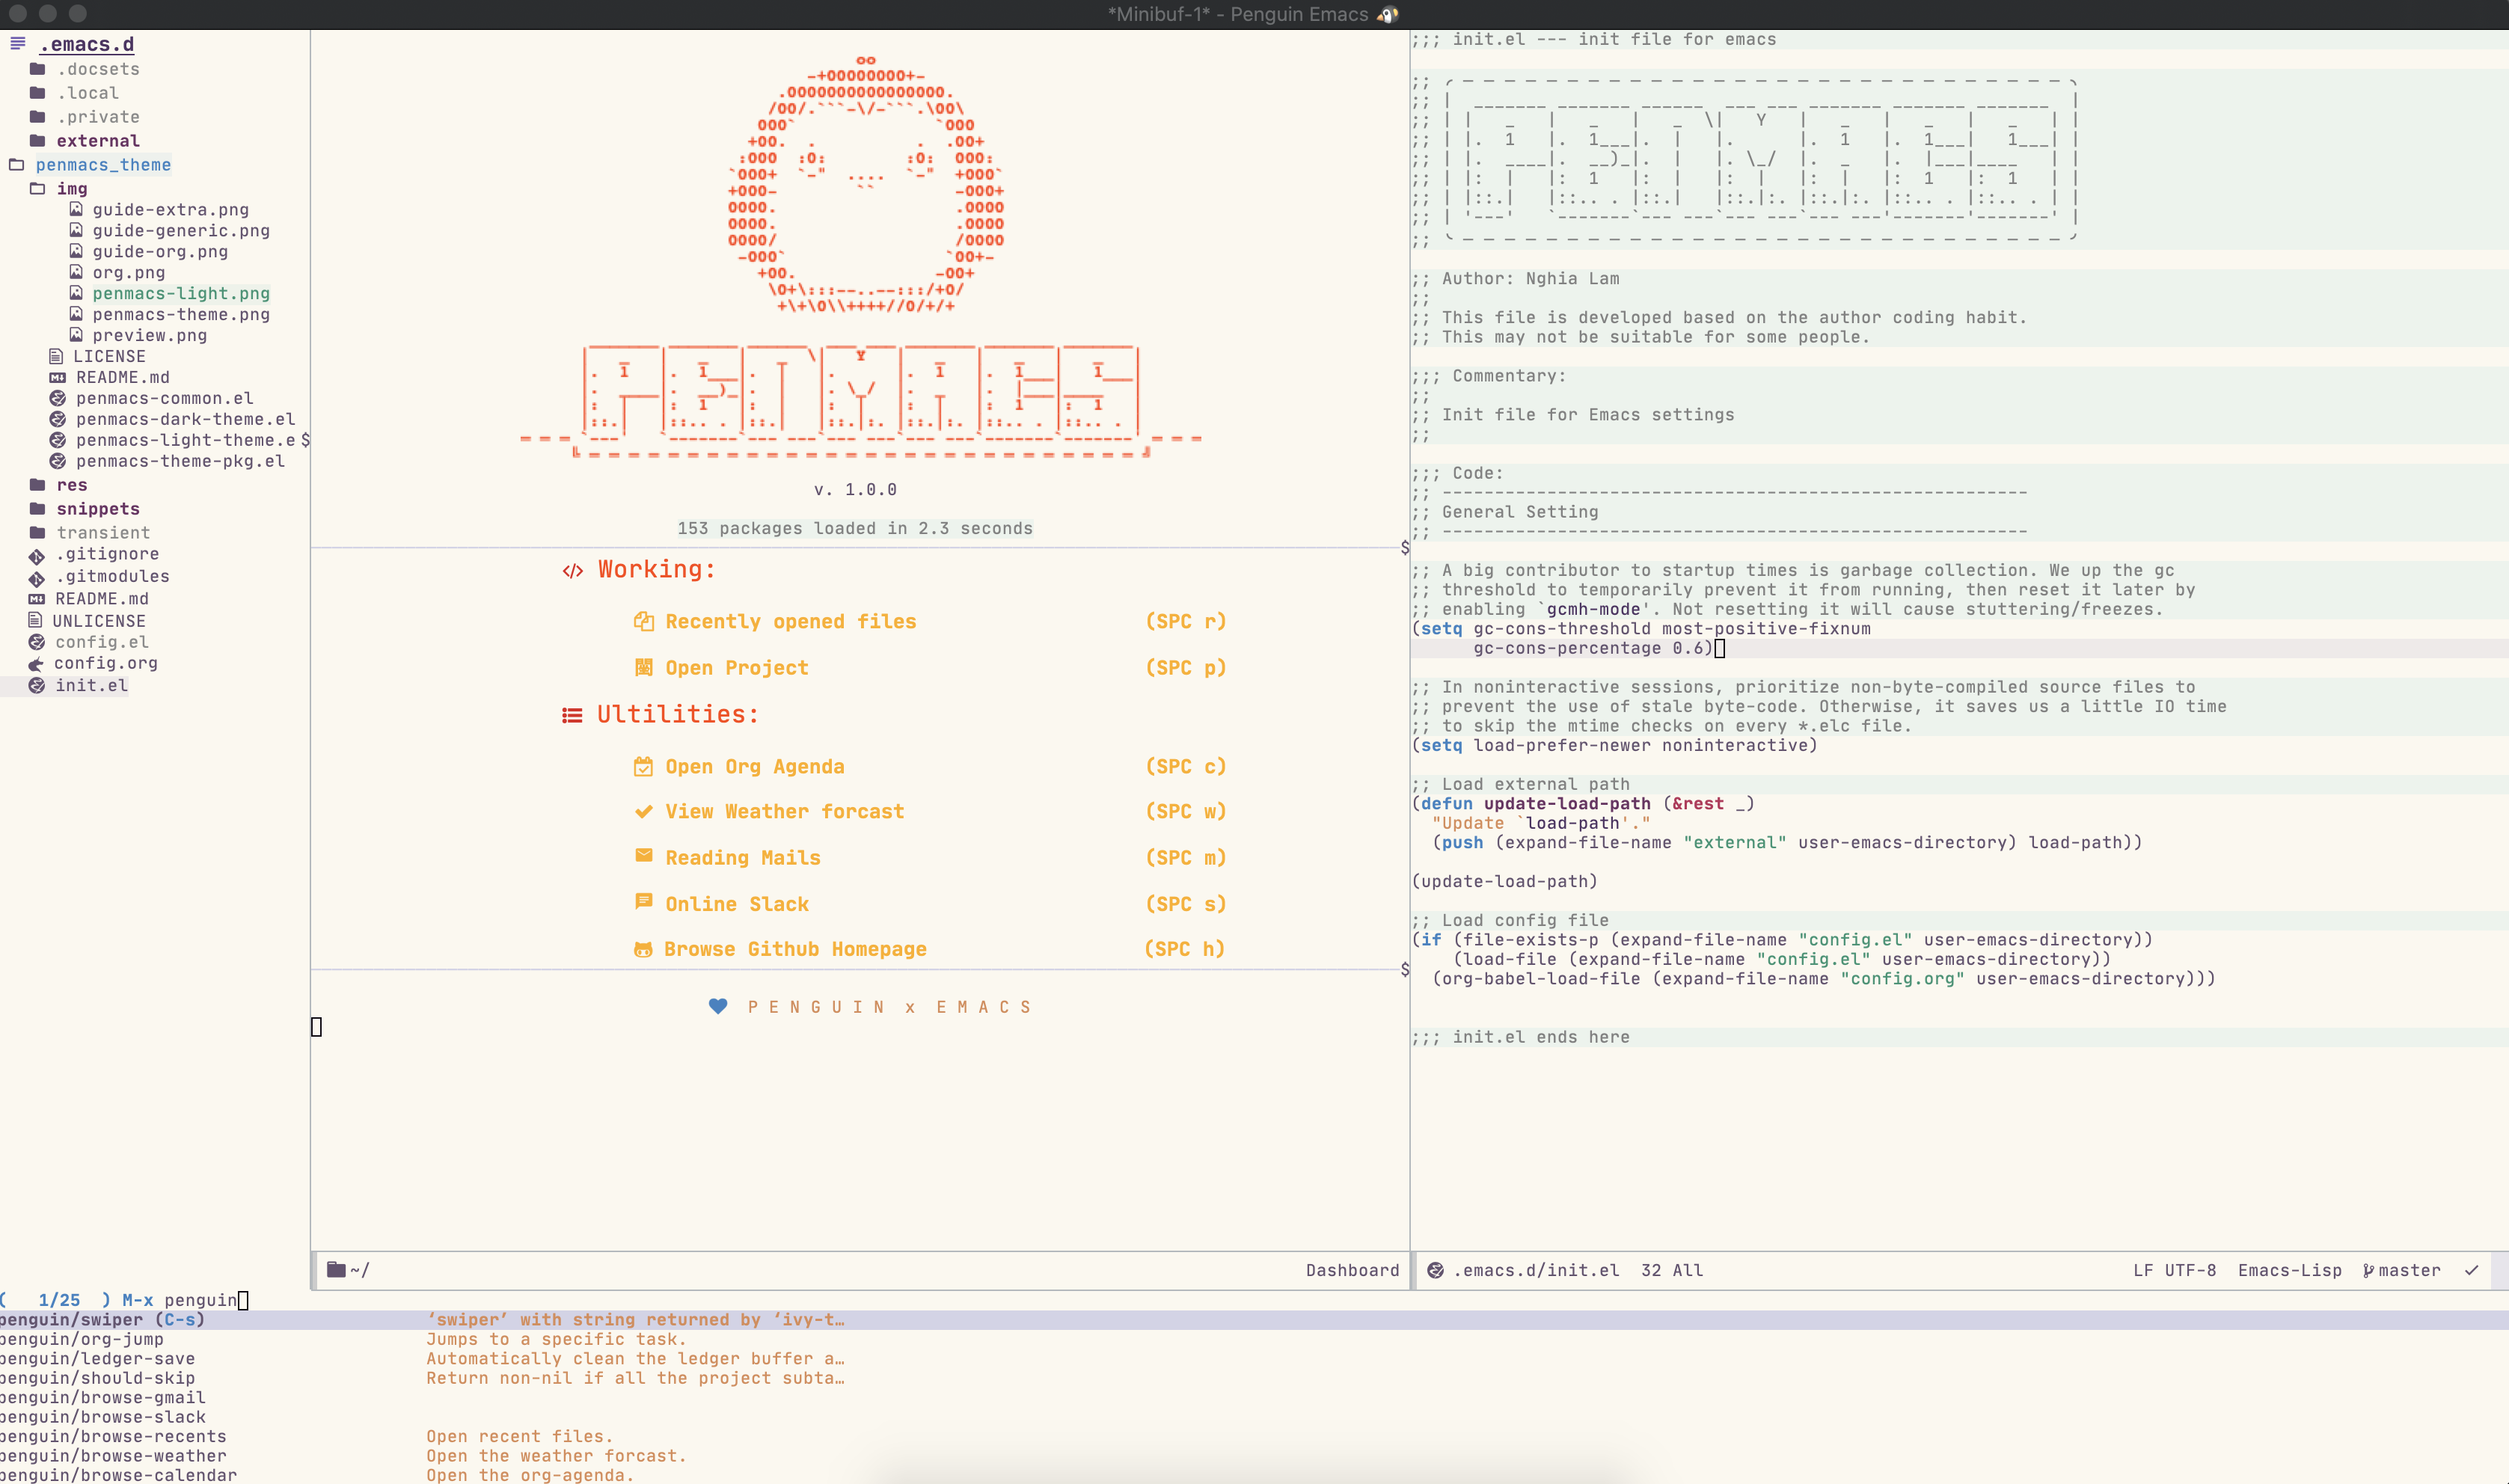 *Minibuf-1* - Penguin Emacs 🐧
.emacs.d
.docsets
.local
.private
external
penmacs_theme
img
guide-extra.png
guide-generic.png
guide-org.png
org.png
penmacs-light.png
penmacs-theme.png
preview.png
LICENSE
README.md
penmacs-common.el
penmacs-dark-theme.el
penmacs-light-theme.e$
penmacs-theme-pkg.el
res
snippets
transient
.gitignore
.gitmodules
README.md
UNLICENSE
config.el
config.org
init.el
v. 1.0.0
153 packages loaded in 2.3 seconds
$
</> Working:
Recently opened files (SPC r)
Open Project (SPC p)
Ultilities:
Open Org Agenda (SPC c)
View Weather forcast (SPC w)
Reading Mails (SPC m)
Online Slack (SPC s)
Browse Github Homepage (SPC h)
$
P E N G U I N x E M A C S
~/ Dashboard
;;; init.el --- init file for emacs
;; Author: Nghia Lam
;;
;; This file is developed based on the author coding habit.
;; This may not be suitable for some people.
;;; Commentary:
;;
;; Init file for Emacs settings
;;
;;; Code:
;; --------------------------------------------------------
;; General Setting
;; --------------------------------------------------------
;; A big contributor to startup times is garbage collection. We up the gc
;; threshold to temporarily prevent it from running, then reset it later by
;; enabling `gcmh-mode'. Not resetting it will cause stuttering/freezes.
(setq gc-cons-threshold most-positive-fixnum
      gc-cons-percentage 0.6)
;; In noninteractive sessions, prioritize non-byte-compiled source files to
;; prevent the use of stale byte-code. Otherwise, it saves us a little IO time
;; to skip the mtime checks on every *.elc file.
(setq load-prefer-newer noninteractive)
;; Load external path
(defun update-load-path (&rest _)
  "Update `load-path'."
  (push (expand-file-name "external" user-emacs-directory) load-path))
(update-load-path)
;; Load config file
(if (file-exists-p (expand-file-name "config.el" user-emacs-directory))
    (load-file (expand-file-name "config.el" user-emacs-directory))
  (org-babel-load-file (expand-file-name "config.org" user-emacs-directory)))
;;; init.el ends here
.emacs.d/init.el 32 All LF UTF-8 Emacs-Lisp master ✓
( 1/25 ) M-x penguin
penguin/swiper (C-s) ‘swiper’ with string returned by ‘ivy-t…
penguin/org-jump Jumps to a specific task.
penguin/ledger-save Automatically clean the ledger buffer a…
penguin/should-skip Return non-nil if all the project subta…
penguin/browse-gmail
penguin/browse-slack
penguin/browse-recents Open recent files.
penguin/browse-weather Open the weather forcast.
penguin/browse-calendar Open the org-agenda.